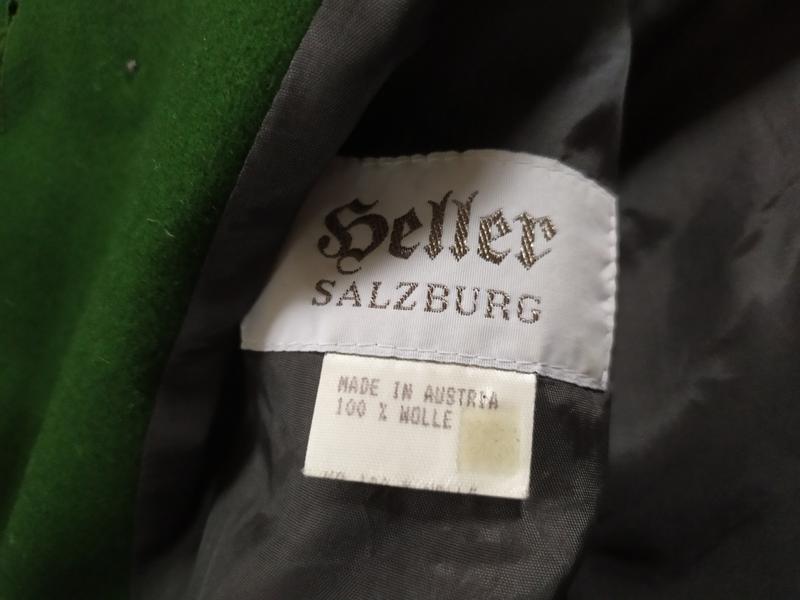 Heller
SALZBURG
MADE IN AUSTRIA
100 % WOLLE